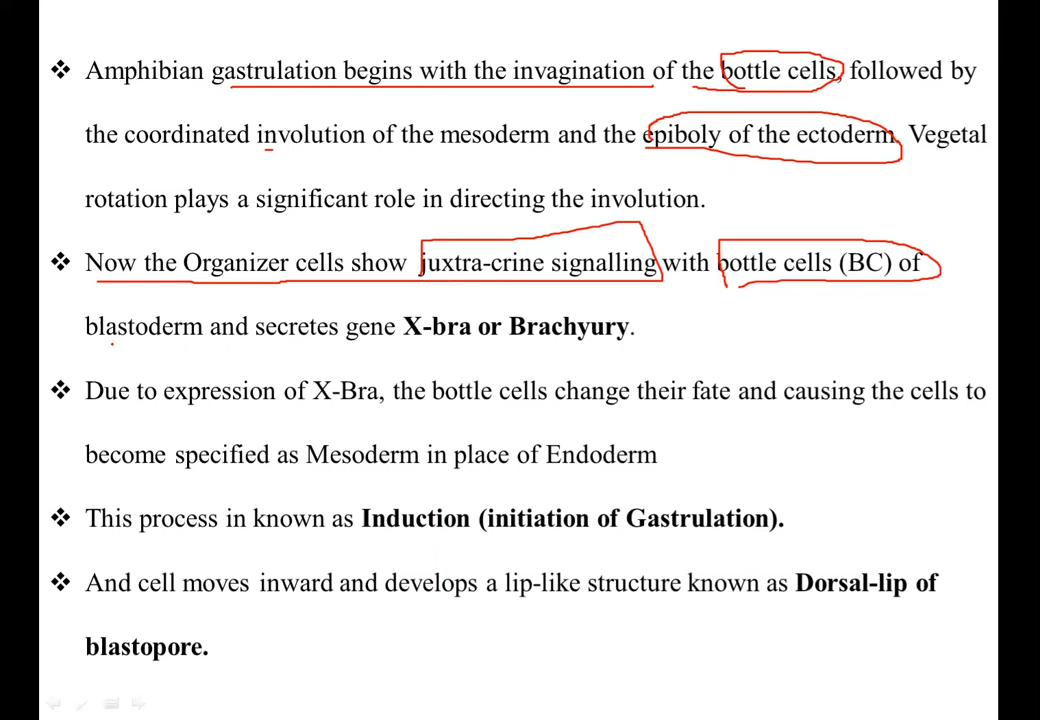 ❖ Amphibian gastrulation begins with the invagination of the bottle cells, followed by
the coordinated involution of the mesoderm and the epiboly of the ectoderm. Vegetal
rotation plays a significant role in directing the involution.
❖ Now the Organizer cells show juxtra-crine signalling with bottle cells (BC) of
blastoderm and secretes gene X-bra or Brachyury.
❖ Due to expression of X-Bra, the bottle cells change their fate and causing the cells to
become specified as Mesoderm in place of Endoderm
❖ This process in known as Induction (initiation of Gastrulation).
❖ And cell moves inward and develops a lip-like structure known as Dorsal-lip of
blastopore.